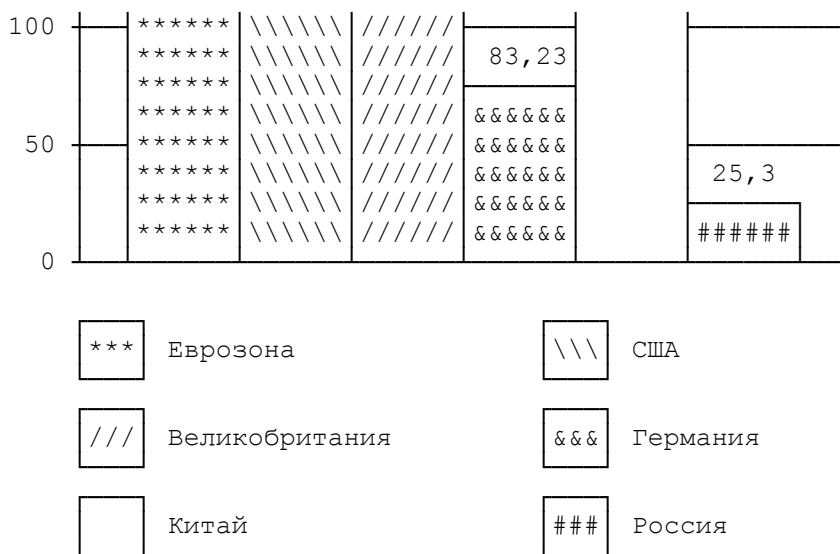 100 ****** \\\\\\ //////
****** \\\\\\ ////// 83,23
****** \\\\\\ //////
****** \\\\\\ ////// &&&&&&
50 ****** \\\\\\ ////// &&&&&&
****** \\\\\\ ////// &&&&&& 25,3
****** \\\\\\ ////// &&&&&&
****** \\\\\\ ////// &&&&&& ######
0
*** Еврозона \\\ США
/// Великобритания &&& Германия
Китай ### Россия